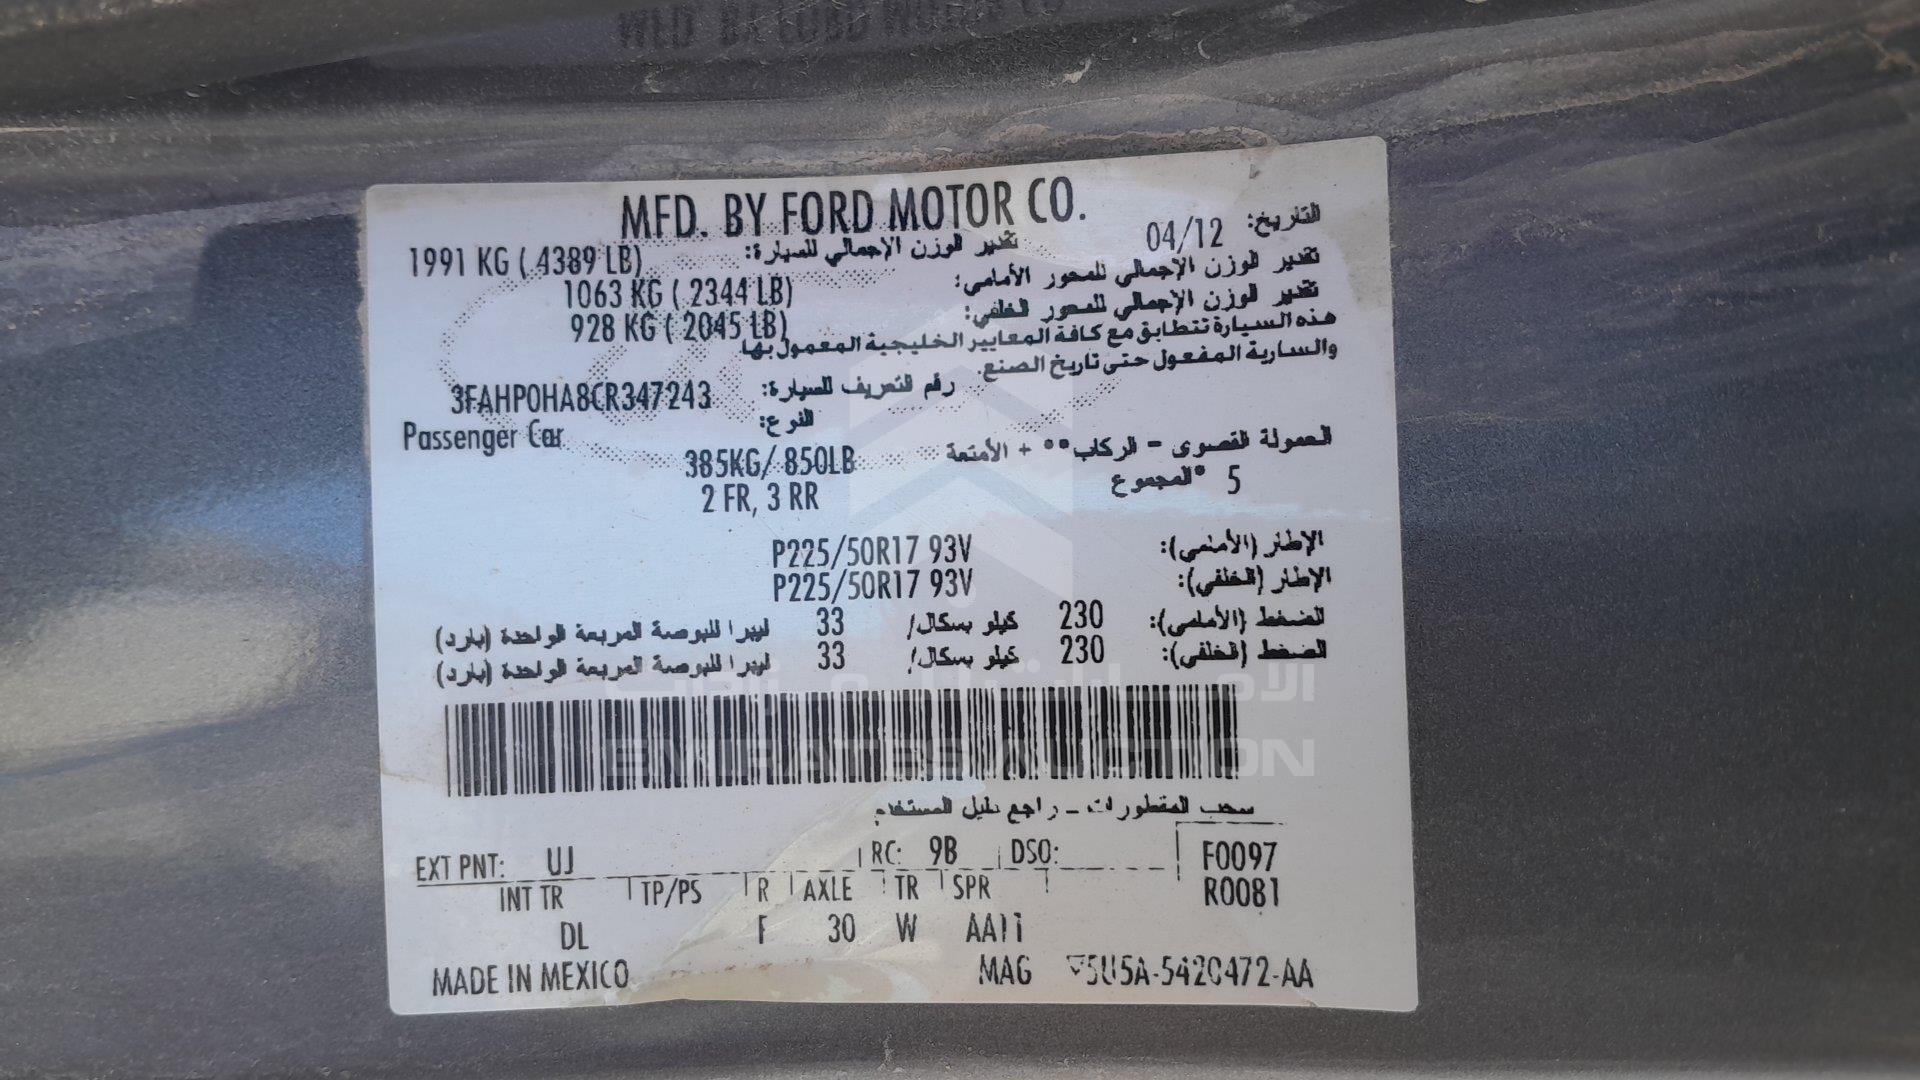 MFD. BY FORD MOTOR CO.
التاريخ: 04/12
تقدير الوزن الإجمالي للسيارة: 1991 KG ( 4389 LB)
تقدير الوزن الإجمالي للمحور الأمامي: 1063 KG ( 2344 LB)
تقدير الوزن الإجمالي للمحور الخلفي: 928 KG ( 2045 LB)
هذه السيارة تتطابق مع كافة المعايير الخليجية المعمول بها
والسارية المفعول حتى تاريخ الصنع.
رقم التعريف للسيارة: 3FAHP0HA8CR347243
النوع: Passenger Car
الحمولة القصوى - الركاب** + الأمتعة 385KG/ 850LB
5 *المجموع 2 FR, 3 RR
الإطار (الأمامي): P225/50R17 93V
الإطار (الخلفي): P225/50R17 93V
الضغط (الأمامي): 230 كيلو بسكال/ 33 ليبرا للبوصة المربعة الواحدة (بارد)
الضغط (الخلفي): 230 كيلو بسكال/ 33 ليبرا للبوصة المربعة الواحدة (بارد)
الامارات للمزادات
EMIRATES AUCTION
سحب المقطورات - راجع دليل المستخدم
EXT PNT: UJ RC: 9B DSO: F0097
INT TR TP/PS R AXLE TR SPR R0081
DL F 30 W AA11
MADE IN MEXICO MAG 5U5A-5420472-AA